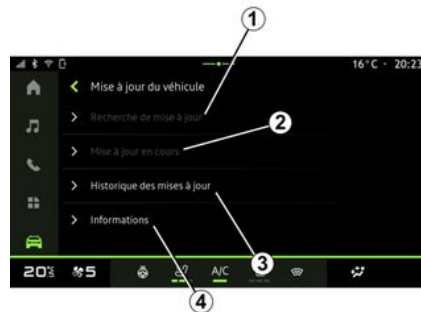 1
16°C · 20:23
Mise à jour du véhicule
Recherche de mise à jour
2
Mise à jour en cours
Historique des mises à jour
Informations
3
20
5
A/C
4